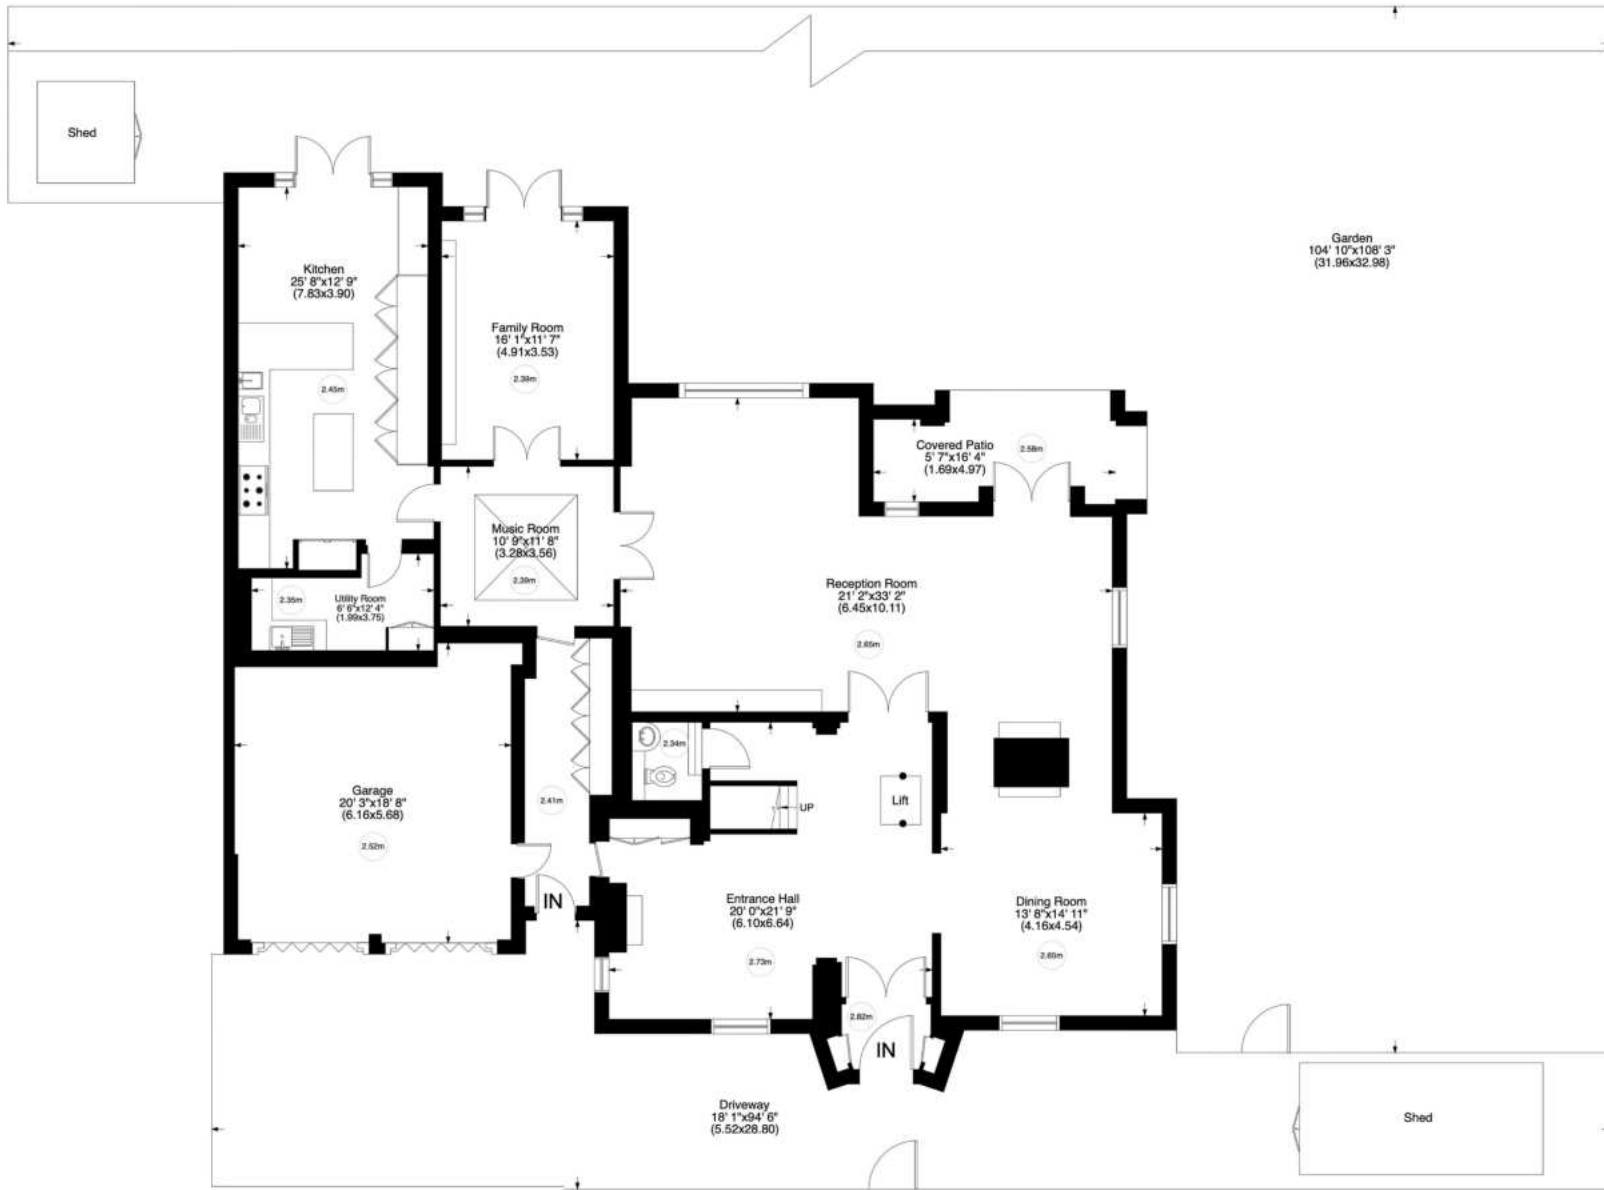 Shed
Garden
104' 10"x108' 3"
(31.96x32.98)
Kitchen
25' 8"x12' 9"
(7.83x3.90)
2.45m
Family Room
16' 1"x11' 7"
(4.91x3.53)
2.38m
Covered Patio
5' 7"x16' 4"
(1.69x4.97)
2.58m
Music Room
10' 9"x11' 8"
(3.28x3.56)
2.39m
Reception Room
21' 2"x33' 2"
(6.45x10.11)
2.65m
2.35m
Utility Room
6' 6"x12' 4"
(1.99x3.75)
2.34m
Garage
20' 3"x18' 8"
(6.16x5.68)
2.52m
2.41m
UP
Lift
IN
Entrance Hall
20' 0"x21' 9"
(6.10x6.64)
2.73m
Dining Room
13' 8"x14' 11"
(4.16x4.54)
2.65m
2.82m
IN
Driveway
18' 1"x94' 6"
(5.52x28.80)
Shed